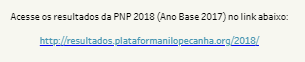 Acesse os resultados da PNP 2018 (Ano Base 2017) no link abaixo:
http://resultados.plataformanilopecanha.org/2018/